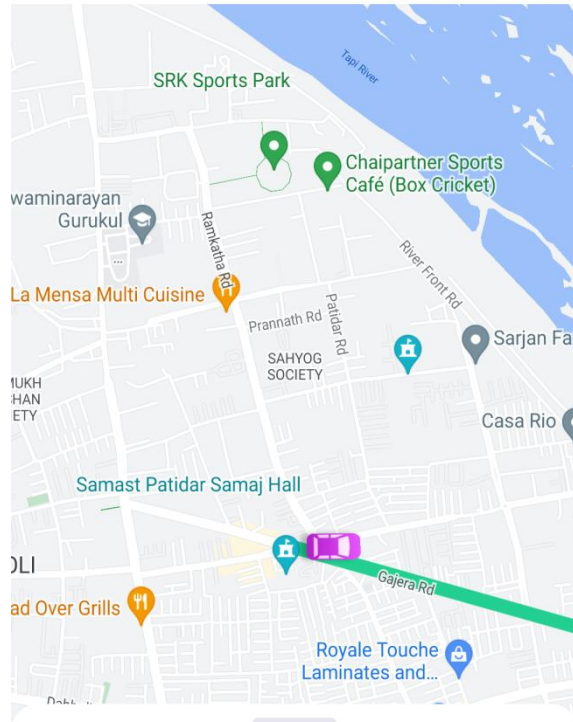 Tapi River
SRK Sports Park
Chaipartner Sports
Café (Box Cricket)
waminarayan
Gurukul
Ramkatha Rd
River Front Rd
La Mensa Multi Cuisine
Patidar Rd
Prannath Rd
Sarjan Fa
SAHYOG
SOCIETY
MUKH
HAN
ETY
Casa Rio
Samast Patidar Samaj Hall
OLI
Gajera Rd
ad Over Grills
Royale Touche
Laminates and...